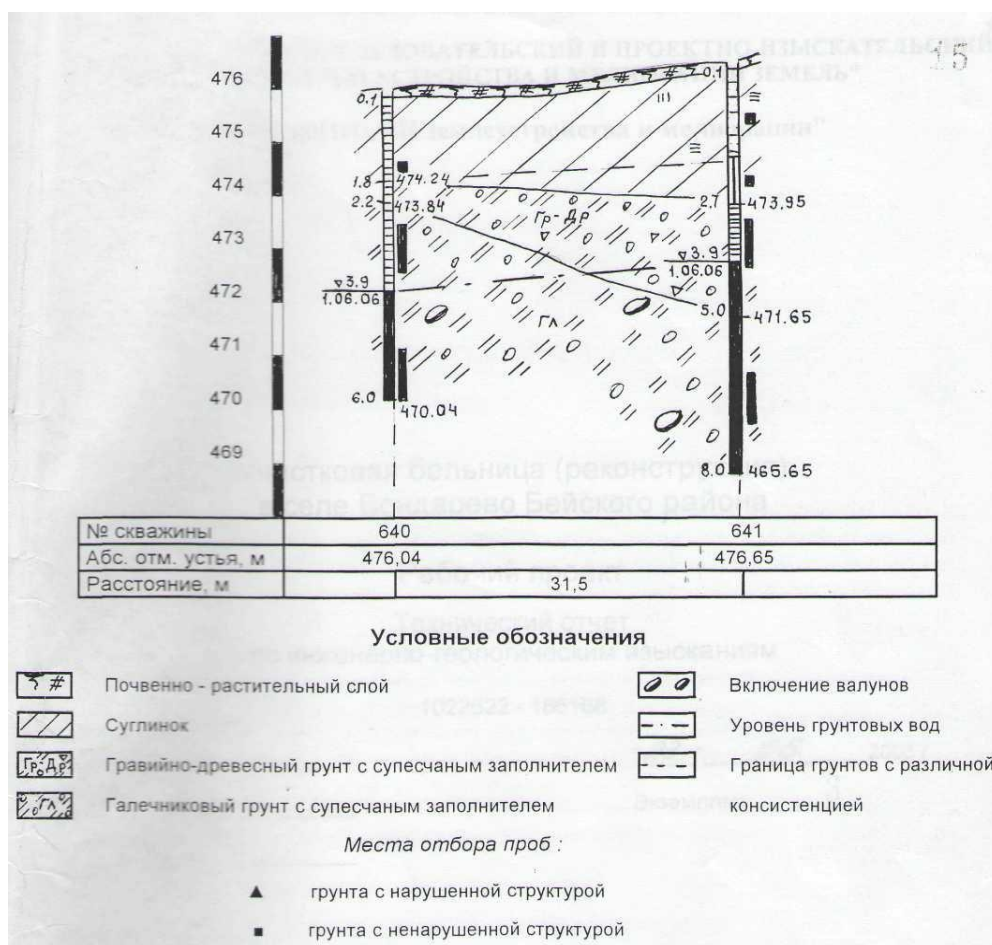 15
476
475
474
473
472
471
470
469
0.1
0.1
1.8
474.24
2.2
473.84
2.7
473.95
Гр-Др
▽3.9
1.06.06
▽3.9
1.06.06
5.0
471.65
Гл
6.0
470.04
8.0
465.65
№ скважины 640 641
Абс. отм. устья, м 476,04 476,65
Расстояние, м 31,5
Условные обозначения
Почвенно - растительный слой
Суглинок
Гр Др
Гравийно-древесный грунт с супесчаным заполнителем
Гл
Галечниковый грунт с супесчаным заполнителем
Включение валунов
Уровень грунтовых вод
Граница грунтов с различной
консистенцией
Места отбора проб :
грунта с нарушенной структурой
грунта с ненарушенной структурой